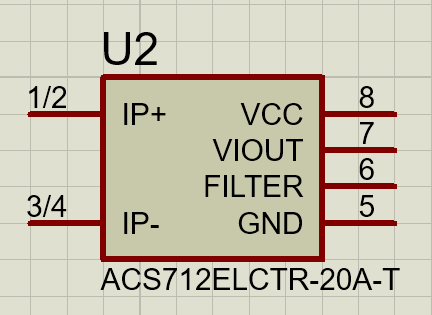 U2
1/2 IP+ VCC 8
VIOUT 7
FILTER 6
3/4 IP- GND 5
ACS712ELCTR-20A-T